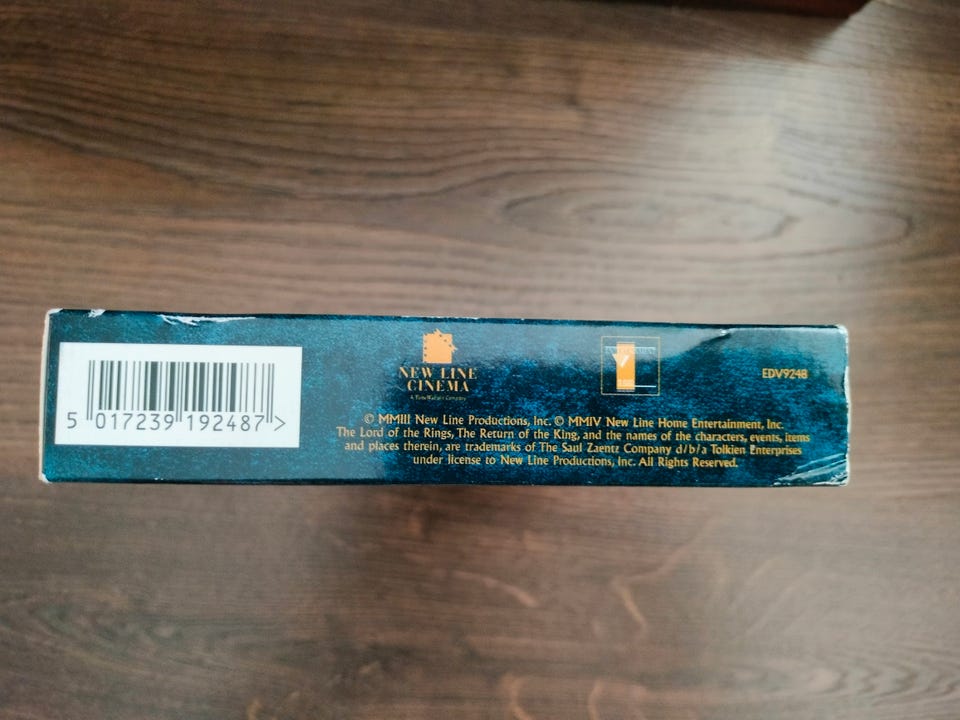 5 017239 192487 >
NEW LINE
CINEMA
A Time Warner Company
EDV9248
© MMIII New Line Productions, Inc. © MMIV New Line Home Entertainment, Inc.
The Lord of the Rings, The Return of the King, and the names of the characters, events, items
and places therein, are trademarks of The Saul Zaentz Company d/b/a Tolkien Enterprises
under license to New Line Productions, Inc. All Rights Reserved.